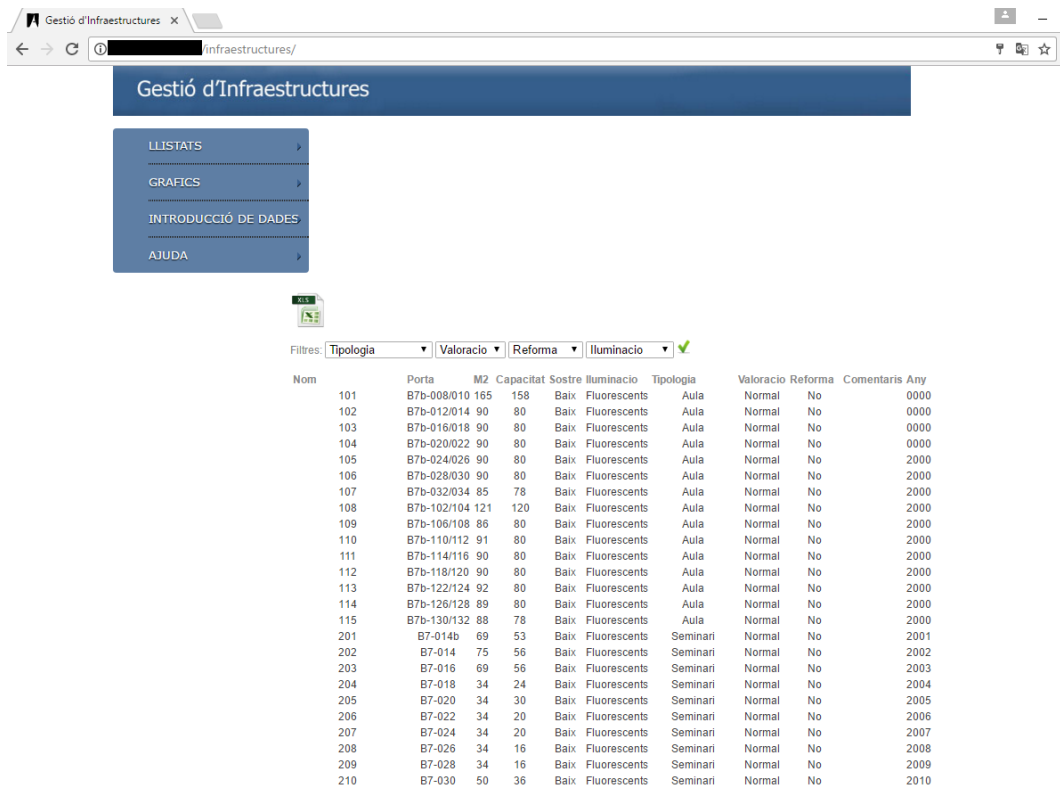 Gestió d'Infraestructures
/infraestructures/
Gestió d'Infraestructures
LLISTATS
GRAFICS
INTRODUCCIÓ DE DADES
AJUDA
XLS
Filtres: Tipologia Valoracio Reforma Iluminacio
Nom Porta M2 Capacitat Sostre Iluminacio Tipologia Valoracio Reforma Comentaris Any
101 B7b-008/010 165 158 Baix Fluorescents Aula Normal No 0000
102 B7b-012/014 90 80 Baix Fluorescents Aula Normal No 0000
103 B7b-016/018 90 80 Baix Fluorescents Aula Normal No 0000
104 B7b-020/022 90 80 Baix Fluorescents Aula Normal No 0000
105 B7b-024/026 90 80 Baix Fluorescents Aula Normal No 2000
106 B7b-028/030 90 80 Baix Fluorescents Aula Normal No 2000
107 B7b-032/034 85 78 Baix Fluorescents Aula Normal No 2000
108 B7b-102/104 121 120 Baix Fluorescents Aula Normal No 2000
109 B7b-106/108 86 80 Baix Fluorescents Aula Normal No 2000
110 B7b-110/112 91 80 Baix Fluorescents Aula Normal No 2000
111 B7b-114/116 90 80 Baix Fluorescents Aula Normal No 2000
112 B7b-118/120 90 80 Baix Fluorescents Aula Normal No 2000
113 B7b-122/124 92 80 Baix Fluorescents Aula Normal No 2000
114 B7b-126/128 89 80 Baix Fluorescents Aula Normal No 2000
115 B7b-130/132 88 78 Baix Fluorescents Aula Normal No 2000
201 B7-014b 69 53 Baix Fluorescents Seminari Normal No 2001
202 B7-014 75 56 Baix Fluorescents Seminari Normal No 2002
203 B7-016 69 56 Baix Fluorescents Seminari Normal No 2003
204 B7-018 34 24 Baix Fluorescents Seminari Normal No 2004
205 B7-020 34 30 Baix Fluorescents Seminari Normal No 2005
206 B7-022 34 20 Baix Fluorescents Seminari Normal No 2006
207 B7-024 34 20 Baix Fluorescents Seminari Normal No 2007
208 B7-026 34 16 Baix Fluorescents Seminari Normal No 2008
209 B7-028 34 16 Baix Fluorescents Seminari Normal No 2009
210 B7-030 50 36 Baix Fluorescents Seminari Normal No 2010